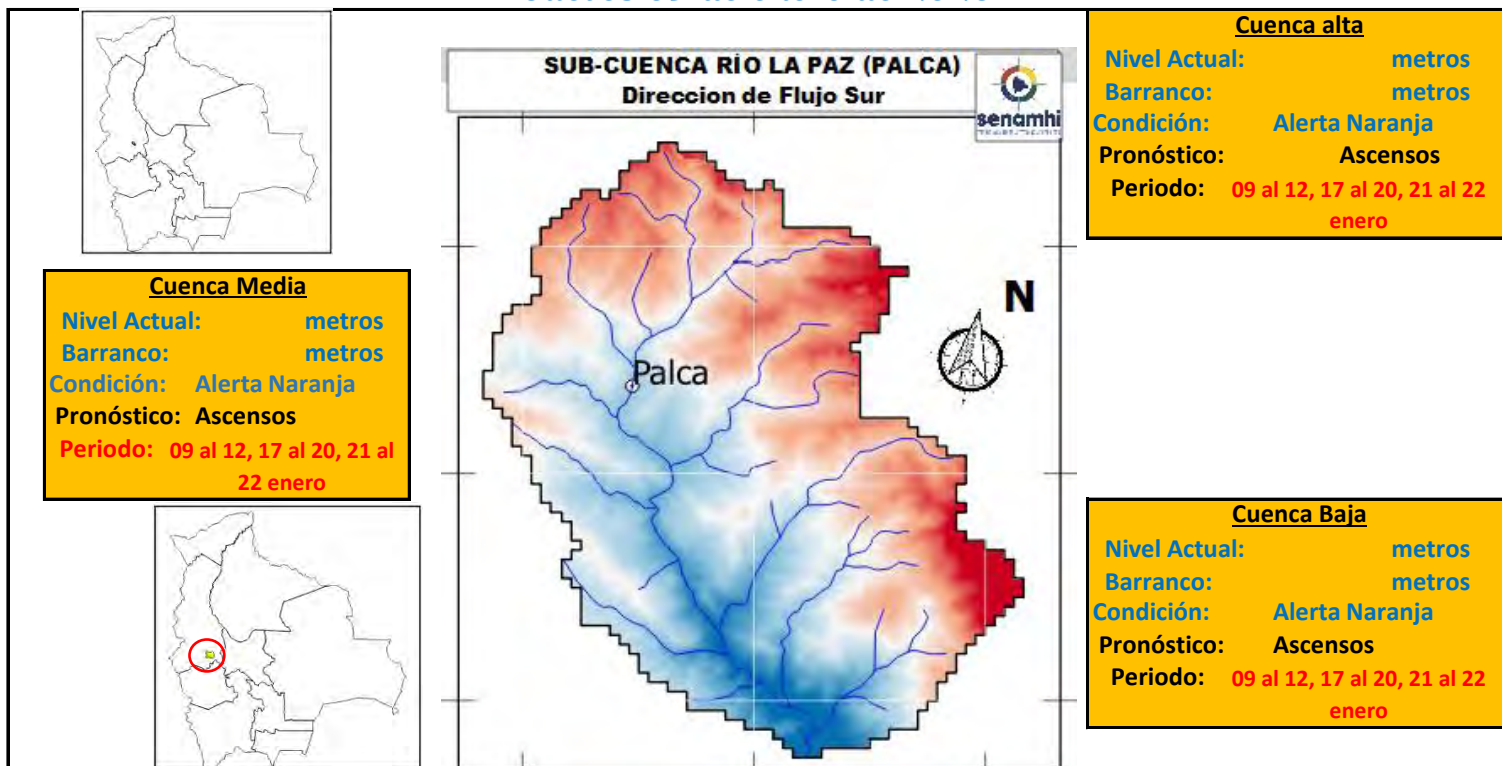 SUB-CUENCA RÍO LA PAZ (PALCA)
Direccion de Flujo Sur
senamhi
Cuenca alta
Nivel Actual: metros
Barranco: metros
Condición: Alerta Naranja
Pronóstico: Ascensos
Periodo: 09 al 12, 17 al 20, 21 al 22
enero
Cuenca Media
Nivel Actual: metros
Barranco: metros
Condición: Alerta Naranja
Pronóstico: Ascensos
Periodo: 09 al 12, 17 al 20, 21 al
22 enero
N
Palca
Cuenca Baja
Nivel Actual: metros
Barranco: metros
Condición: Alerta Naranja
Pronóstico: Ascensos
Periodo: 09 al 12, 17 al 20, 21 al 22
enero